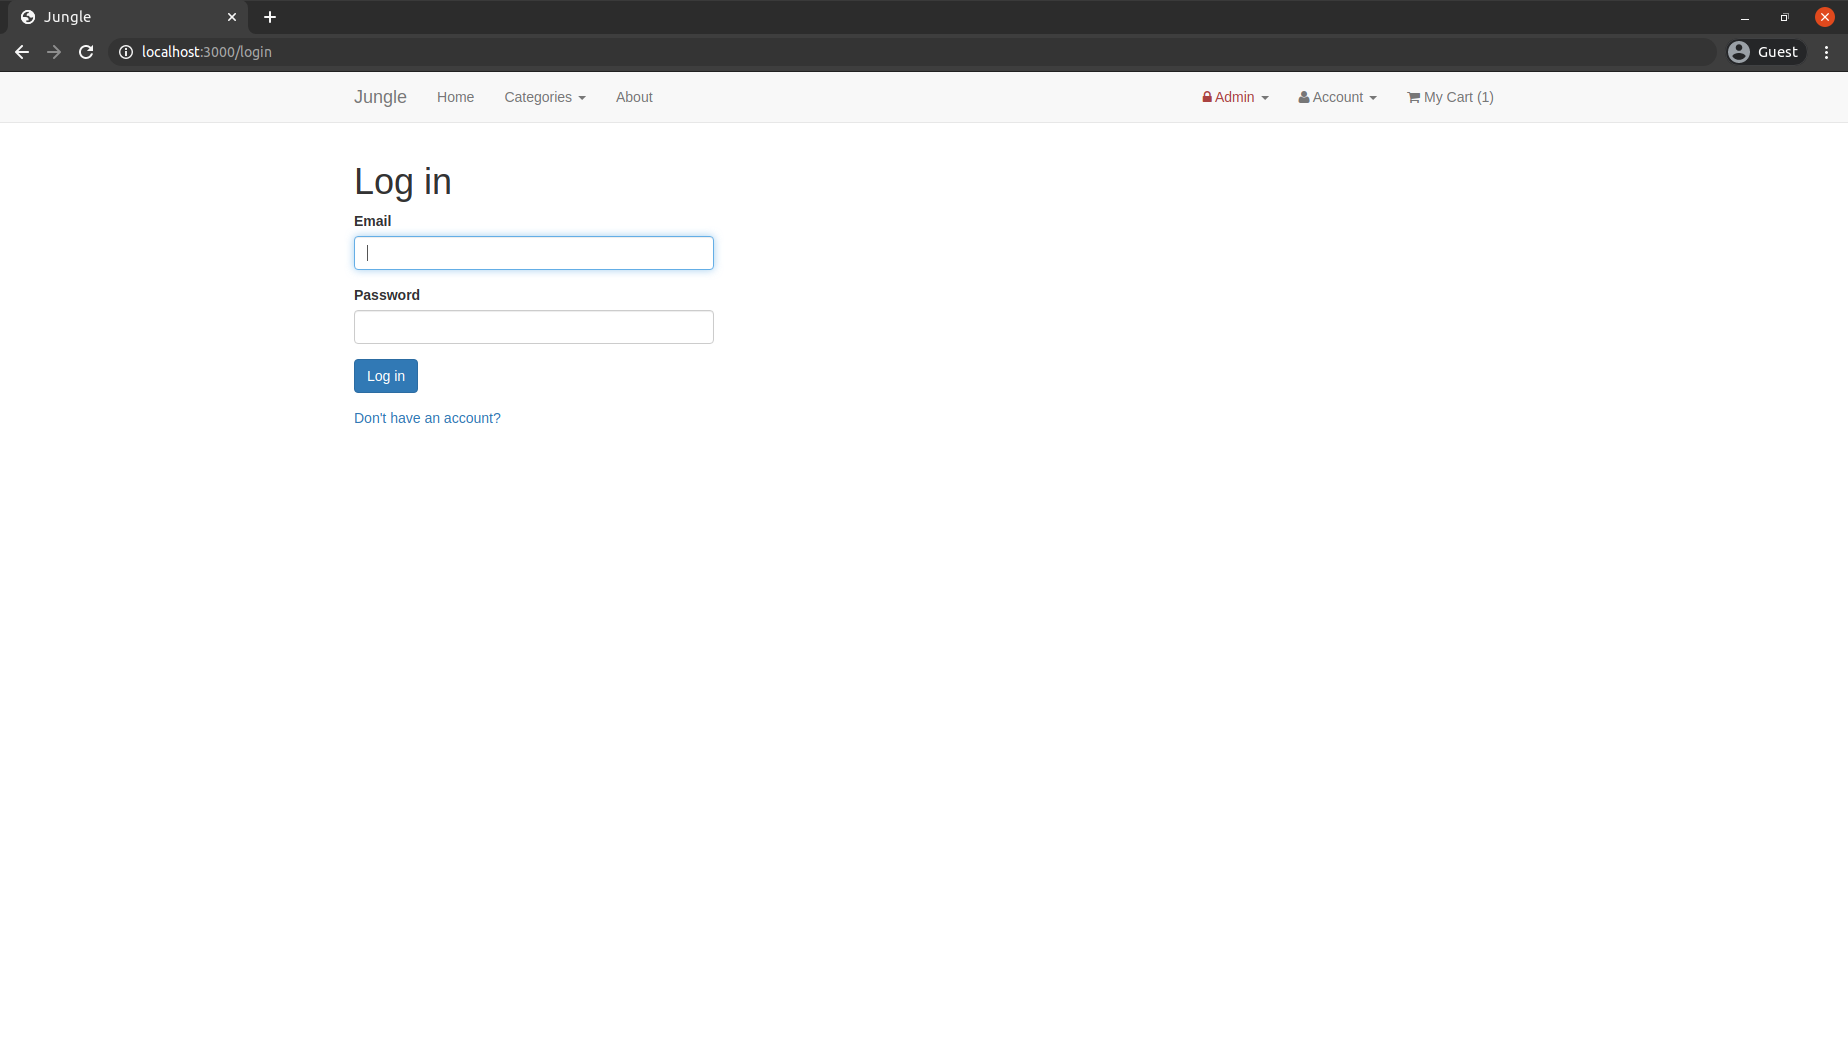 Jungle
localhost:3000/login
Guest
Jungle Home Categories About Admin Account My Cart (1)
Log in
Email
Password
Log in
Don't have an account?